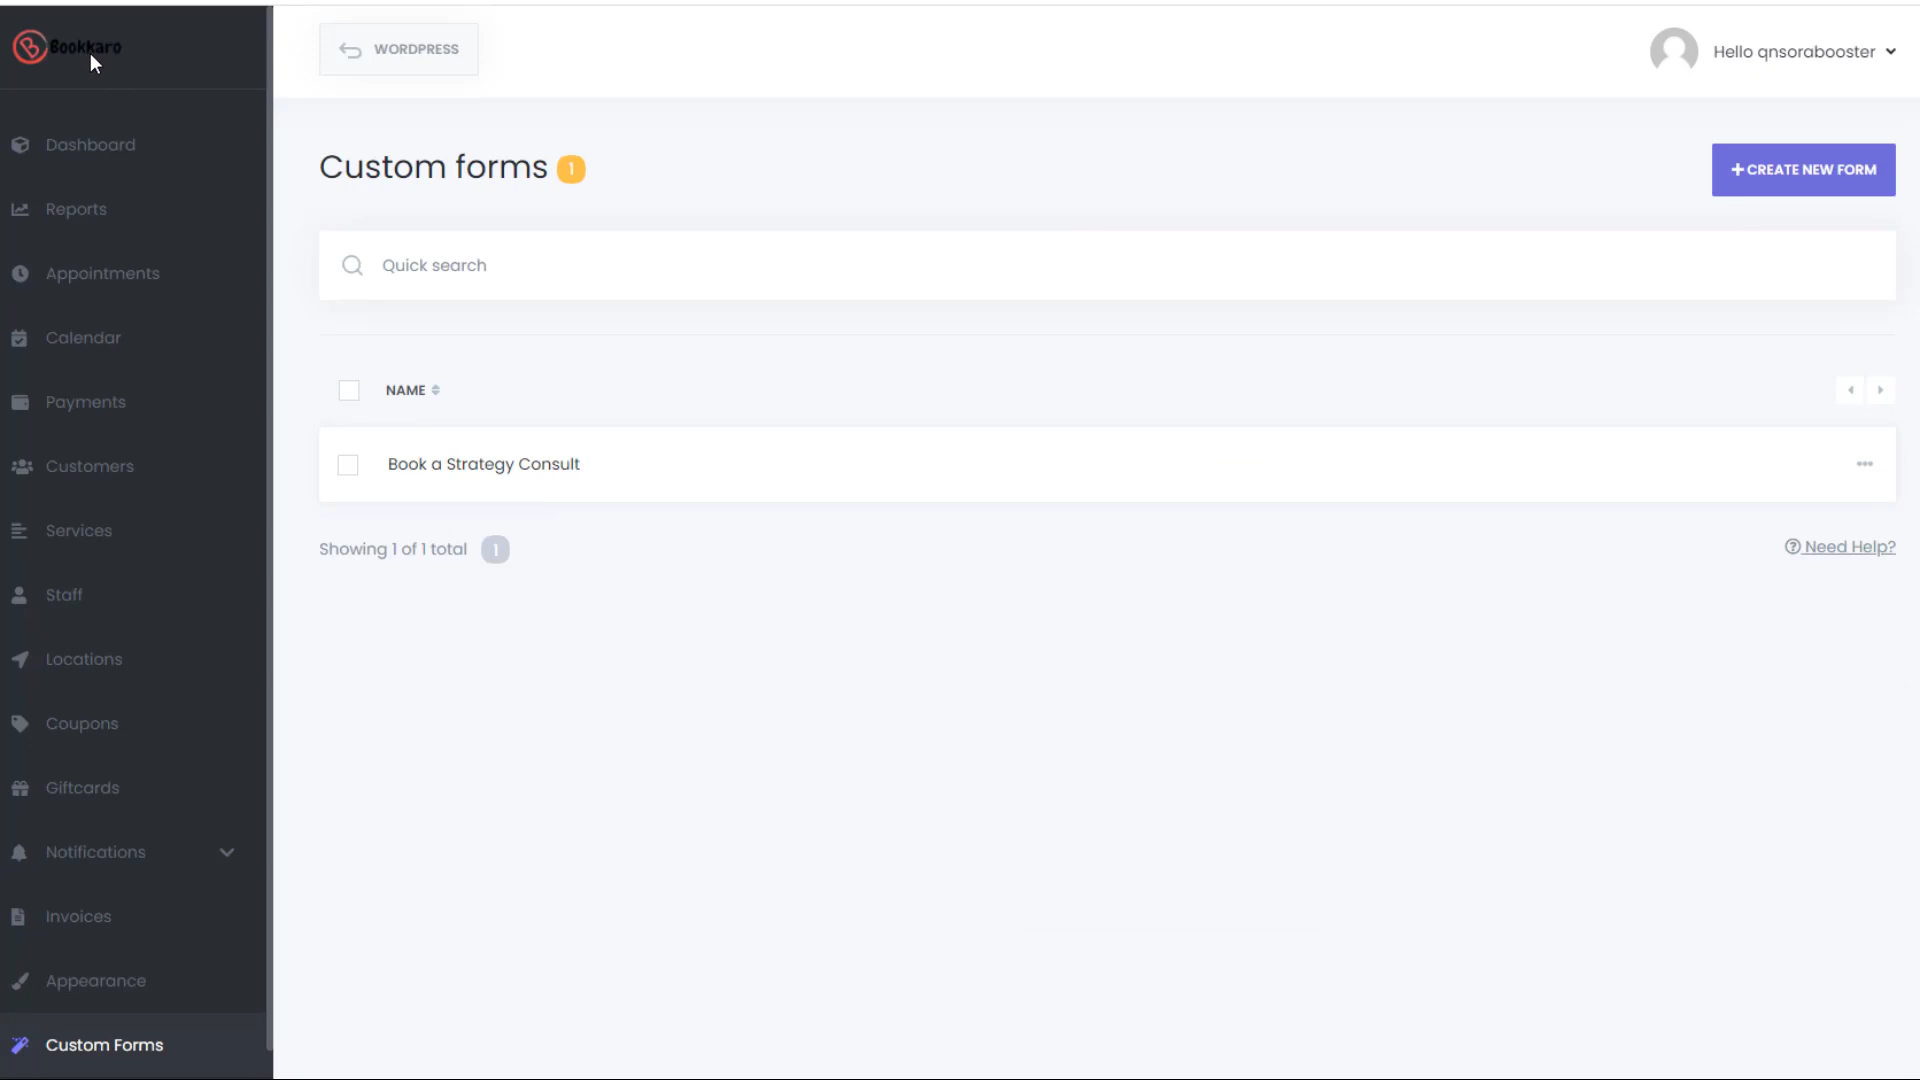 Bookkaro
WORDPRESS
Hello qnsorabooster
Dashboard
Reports
Appointments
Calendar
Payments
Customers
Services
Staff
Locations
Coupons
Giftcards
Notifications
Invoices
Appearance
Custom Forms
Custom forms 1
+ CREATE NEW FORM
Quick search
NAME
Book a Strategy Consult
•••
Showing 1 of 1 total 1
Need Help?